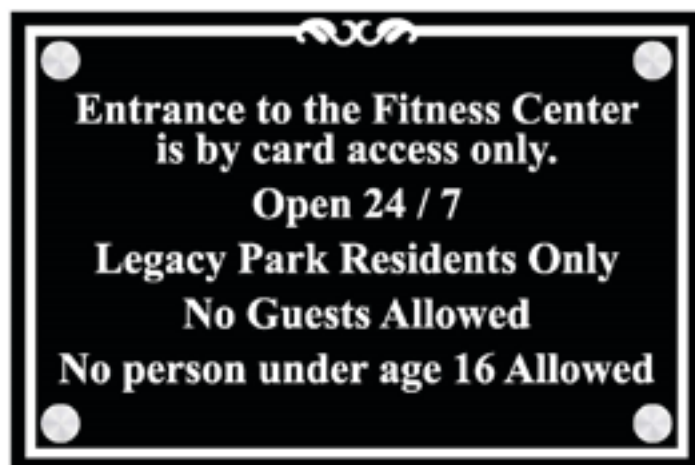 Entrance to the Fitness Center
is by card access only.
Open 24 / 7
Legacy Park Residents Only
No Guests Allowed
No person under age 16 Allowed